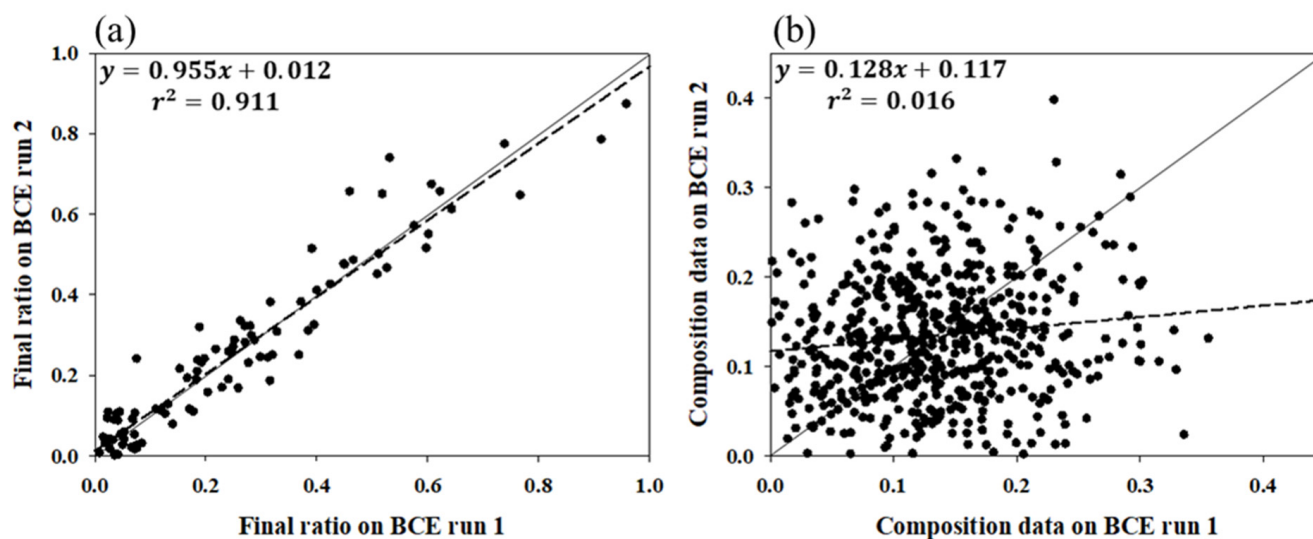 (a)
y = 0.955x + 0.012
r² = 0.911
1.0
0.8
0.6
0.4
0.2
0.0
Final ratio on BCE run 2
0.0 0.2 0.4 0.6 0.8 1.0
Final ratio on BCE run 1
(b)
y = 0.128x + 0.117
r² = 0.016
0.4
0.3
0.2
0.1
0.0
Composition data on BCE run 2
0.0 0.1 0.2 0.3 0.4
Composition data on BCE run 1